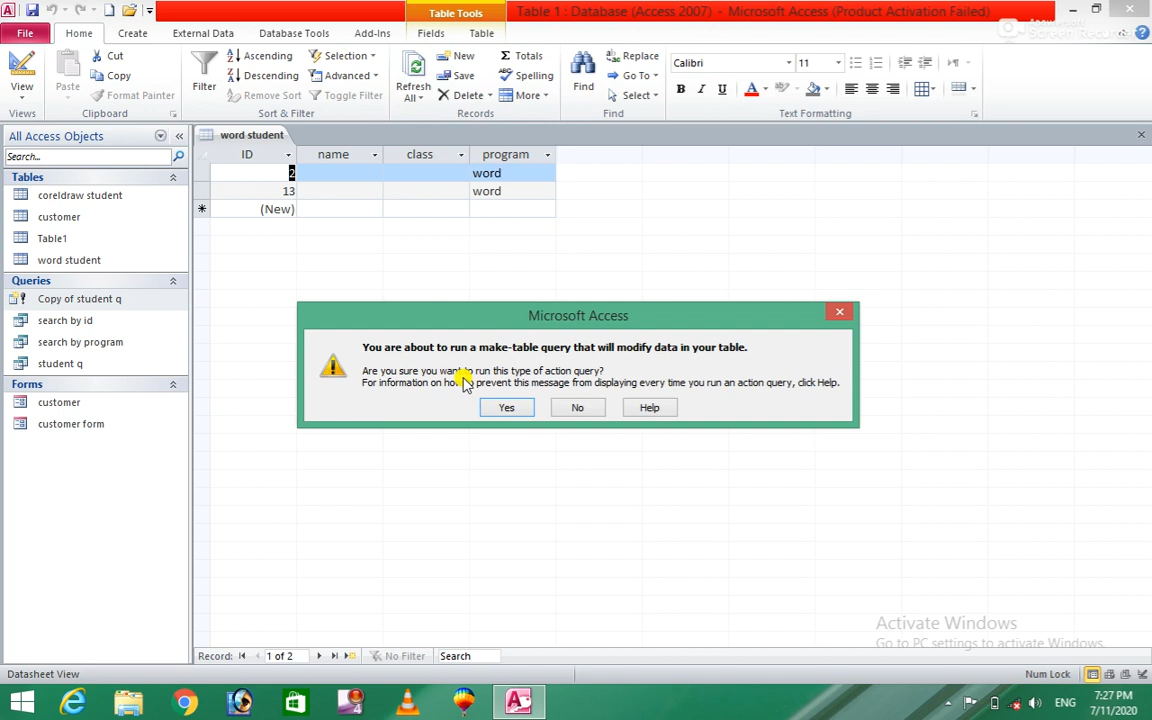 Table Tools
Table 1 : Database (Access 2007) - Microsoft Access (Product Activation Failed)
File Home Create External Data Database Tools Add-Ins Fields Table
Screen Recorder
View Paste Cut Copy Format Painter
Filter Ascending Descending Remove Sort Selection Advanced Toggle Filter
Refresh All New Save Delete Totals Spelling More
Find Replace Go To Select
Calibri 11
B I U A
Views Clipboard Sort & Filter Records Find Text Formatting
All Access Objects
word student
Search...
ID name class program
Tables
2 word
coreldraw student
13 word
customer
(New)
Table1
word student
Queries
Copy of student q
search by id
search by program
student q
Forms
customer
customer form
Microsoft Access
You are about to run a make-table query that will modify data in your table.
Are you sure you want to run this type of action query?
For information on how prevent this message from displaying every time you run an action query, click Help.
Yes No Help
Activate Windows
Go to PC settings to activate Windows.
Record: 1 of 2 No Filter Search
Datasheet View Num Lock
ENG 7:27 PM
7/11/2020